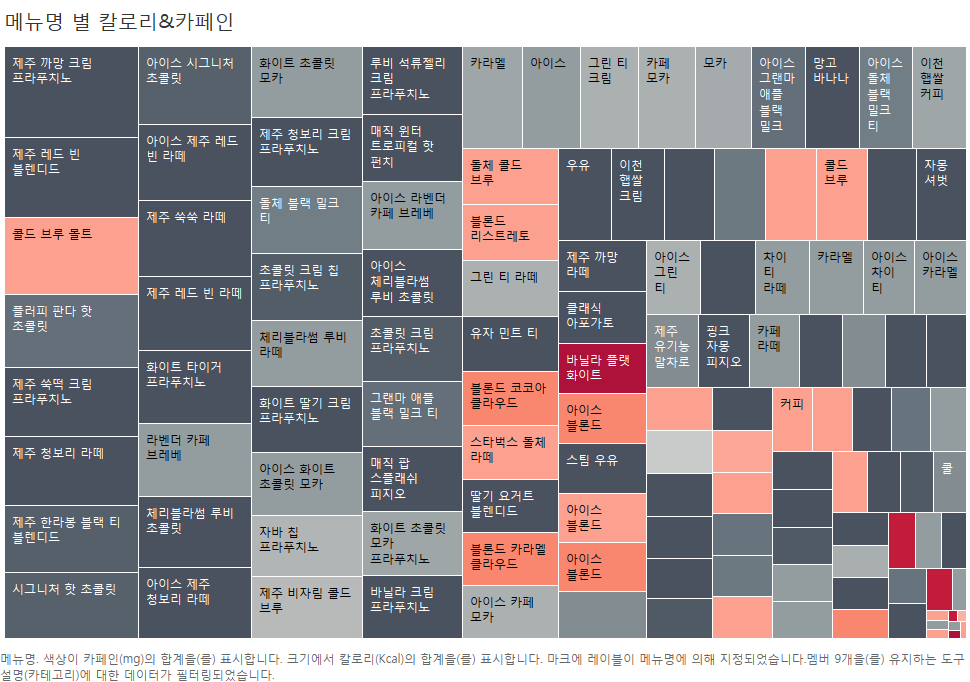 메뉴명 별 칼로리&카페인
제주 까망 크림
프라푸치노
제주 레드 빈
블렌디드
콜드 브루 몰트
플러피 판다 핫
초콜릿
제주 쑥떡 크림
프라푸치노
제주 청보리 라떼
제주 한라봉 블랙 티
블렌디드
시그니처 핫 초콜릿
아이스 시그니처
초콜릿
아이스 제주 레드
빈 라떼
제주 쑥쑥 라떼
제주 레드 빈 라떼
화이트 타이거
프라푸치노
라벤더 카페
브레베
체리블라썸 루비
초콜릿
아이스 제주
청보리 라떼
화이트 초콜릿
모카
제주 청보리 크림
프라푸치노
돌체 블랙 밀크
티
초콜릿 크림 칩
프라푸치노
체리블라썸 루비
라떼
화이트 딸기 크림
프라푸치노
아이스 화이트
초콜릿 모카
자바 칩
프라푸치노
제주 비자림 콜드
브루
루비 석류젤리
크림
프라푸치노
매직 윈터
트로피컬 핫
펀치
아이스 라벤더
카페 브레베
아이스
체리블라썸
루비 초콜릿
초콜릿 크림
프라푸치노
그랜마 애플
블랙 밀크 티
매직 팝
스플래쉬
피지오
화이트 초콜릿
모카
프라푸치노
바닐라 크림
프라푸치노
카라멜
아이스
그린 티
크림
카페
모카
모카
아이스
그랜마
애플
블랙
밀크
망고
바나나
아이스
돌체
블랙
밀크
티
이천
햅쌀
커피
돌체 콜드
브루
블론드
리스트레토
그린 티 라떼
유자 민트 티
블론드 코코아
클라우드
스타벅스 돌체
라떼
딸기 요거트
블렌디드
블론드 카라멜
클라우드
아이스 카페
모카
우유
이천
햅쌀
크림
콜드
브루
자몽
셔벗
제주 까망
라떼
클래식
아포가토
바닐라 플랫
화이트
아이스
블론드
스팀 우유
아이스
블론드
아이스
블론드
아이스
그린
티
차이
티
라떼
카라멜
아이스
차이
티
아이스
카라멜
제주
유기농
말차로
핑크
자몽
피지오
카페
라떼
커피
쿨
메뉴명. 색상이 카페인(mg)의 합계을(를) 표시합니다. 크기에서 칼로리(Kcal)의 합계을(를) 표시합니다. 마크에 레이블이 메뉴명에 의해 지정되었습니다.멤버 9개을(를) 유지하는 도구
설명(카테고리)에 대한 데이터가 필터링되었습니다.